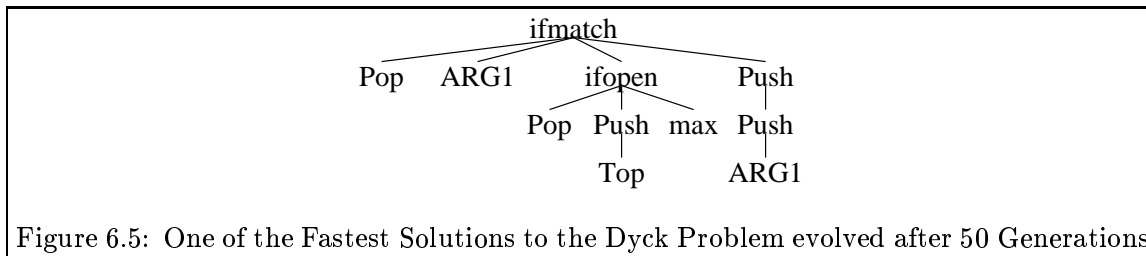 ifmatch
Pop ARG1 ifopen Push
Pop Push max Push
Top ARG1
Figure 6.5: One of the Fastest Solutions to the Dyck Problem evolved after 50 Generations